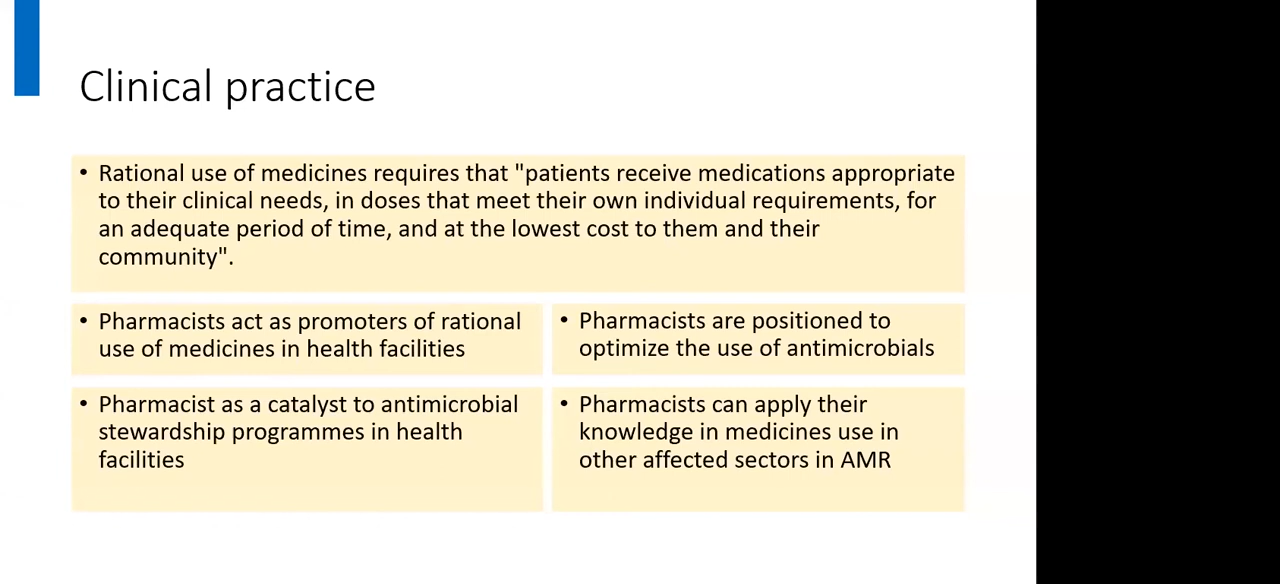 Clinical practice
• Rational use of medicines requires that "patients receive medications appropriate
to their clinical needs, in doses that meet their own individual requirements, for
an adequate period of time, and at the lowest cost to them and their
community".
• Pharmacists act as promoters of rational
use of medicines in health facilities
• Pharmacists are positioned to
optimize the use of antimicrobials
• Pharmacist as a catalyst to antimicrobial
stewardship programmes in health
facilities
• Pharmacists can apply their
knowledge in medicines use in
other affected sectors in AMR